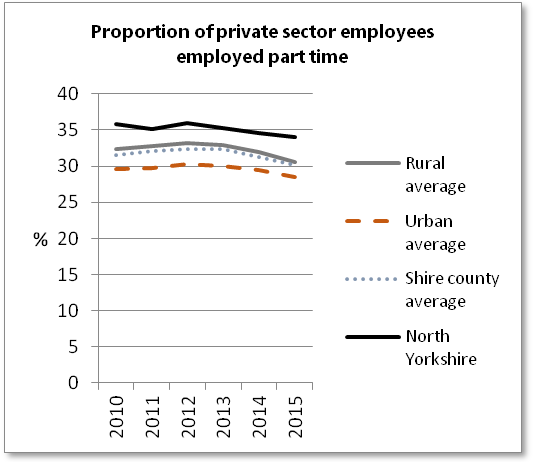 Proportion of private sector employees
employed part time
40
35
30
25
20
15
10
5
0
%
2010
2011
2012
2013
2014
2015
Rural
average
Urban
average
Shire county
average
North
Yorkshire